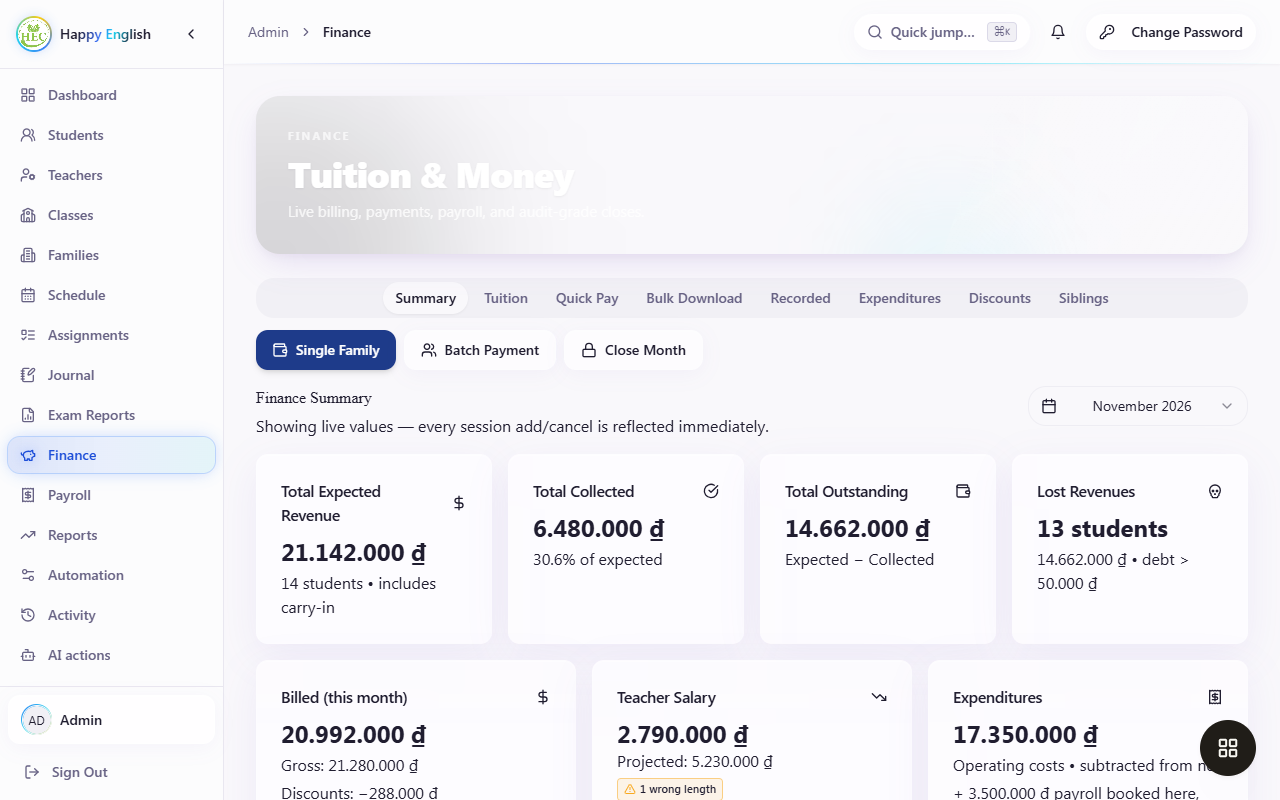 HEC
Happy English
Admin
Finance
Quick jump...
⌘K
Change Password
Dashboard
Students
Teachers
Classes
Families
Schedule
Assignments
Journal
Exam Reports
Finance
Payroll
Reports
Automation
Activity
AI actions
AD
Admin
Sign Out
FINANCE
Tuition & Money
Live billing, payments, payroll, and audit-grade
Summary
Tuition
Quick Pay
Bulk Download
Recorded
Expenditures
Discounts
Siblings
Single Family
Batch Payment
Close Month
Finance Summary
Showing live values — every session add/cancel is reflected immediately.
November 2026
Total Expected
Revenue
21.142.000 ₫
14 students • includes
carry-in
Total Collected
6.480.000 ₫
30.6% of expected
Total Outstanding
14.662.000 ₫
Expected − Collected
Lost Revenues
13 students
14.662.000 ₫ • debt >
50.000 ₫
Billed (this month)
20.992.000 ₫
Gross: 21.280.000 ₫
Discounts: −288.000 ₫
Teacher Salary
2.790.000 ₫
Projected: 5.230.000 ₫
1 wrong length
Expenditures
17.350.000 ₫
Operating costs • subtracted from
+ 3.500.000 ₫ payroll booked here,